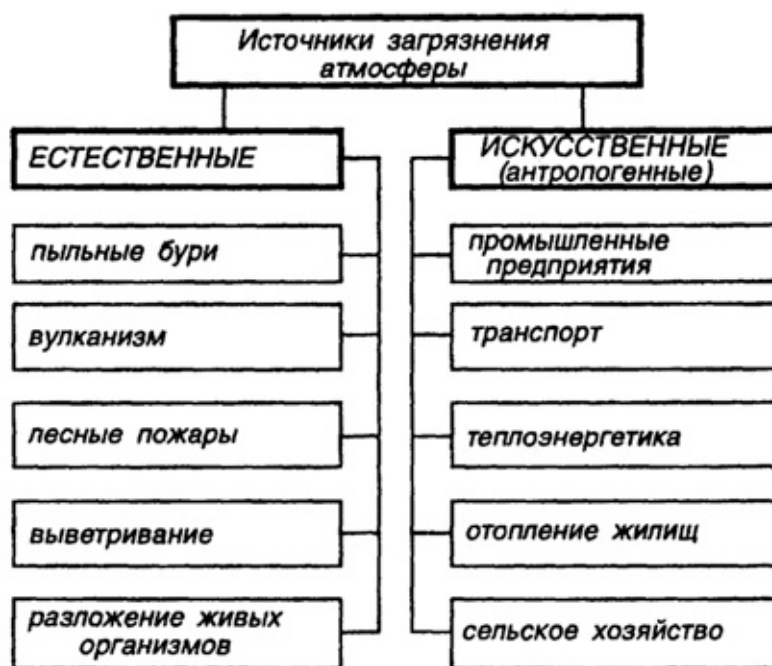 Источники загрязнения
атмосферы
ЕСТЕСТВЕННЫЕ
пыльные бури
вулканизм
лесные пожары
выветривание
разложение живых
организмов
ИСКУССТВЕННЫЕ
(антропогенные)
промышленные
предприятия
транспорт
теплоэнергетика
отопление жилищ
сельское хозяйство